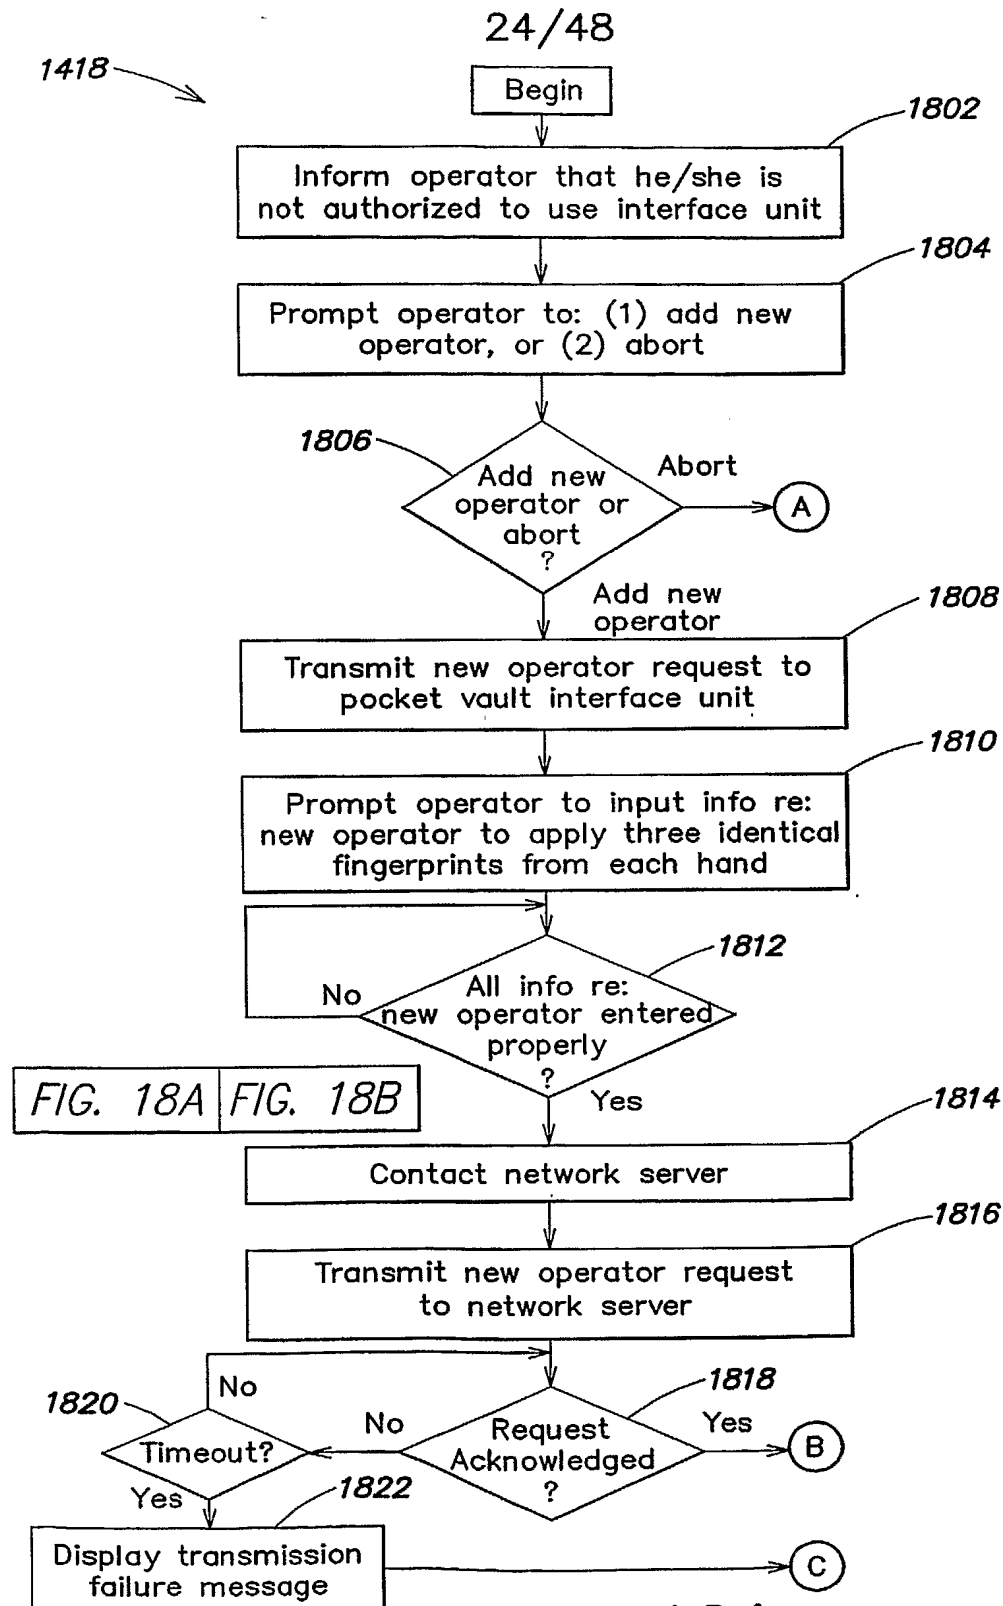 24/48
1418
Begin
1802
Inform operator that he/she is
not authorized to use interface unit
1804
Prompt operator to: (1) add new
operator, or (2) abort
1806
Add new
operator or
abort
?
Abort
A
Add new
operator
1808
Transmit new operator request to
pocket vault interface unit
1810
Prompt operator to input info re:
new operator to apply three identical
fingerprints from each hand
1812
All info re:
new operator entered
properly
?
No
Yes
FIG. 18A FIG. 18B
1814
Contact network server
1816
Transmit new operator request
to network server
1818
Request
Acknowledged
?
Yes
B
No
1820
Timeout?
No
Yes
1822
Display transmission
failure message
C